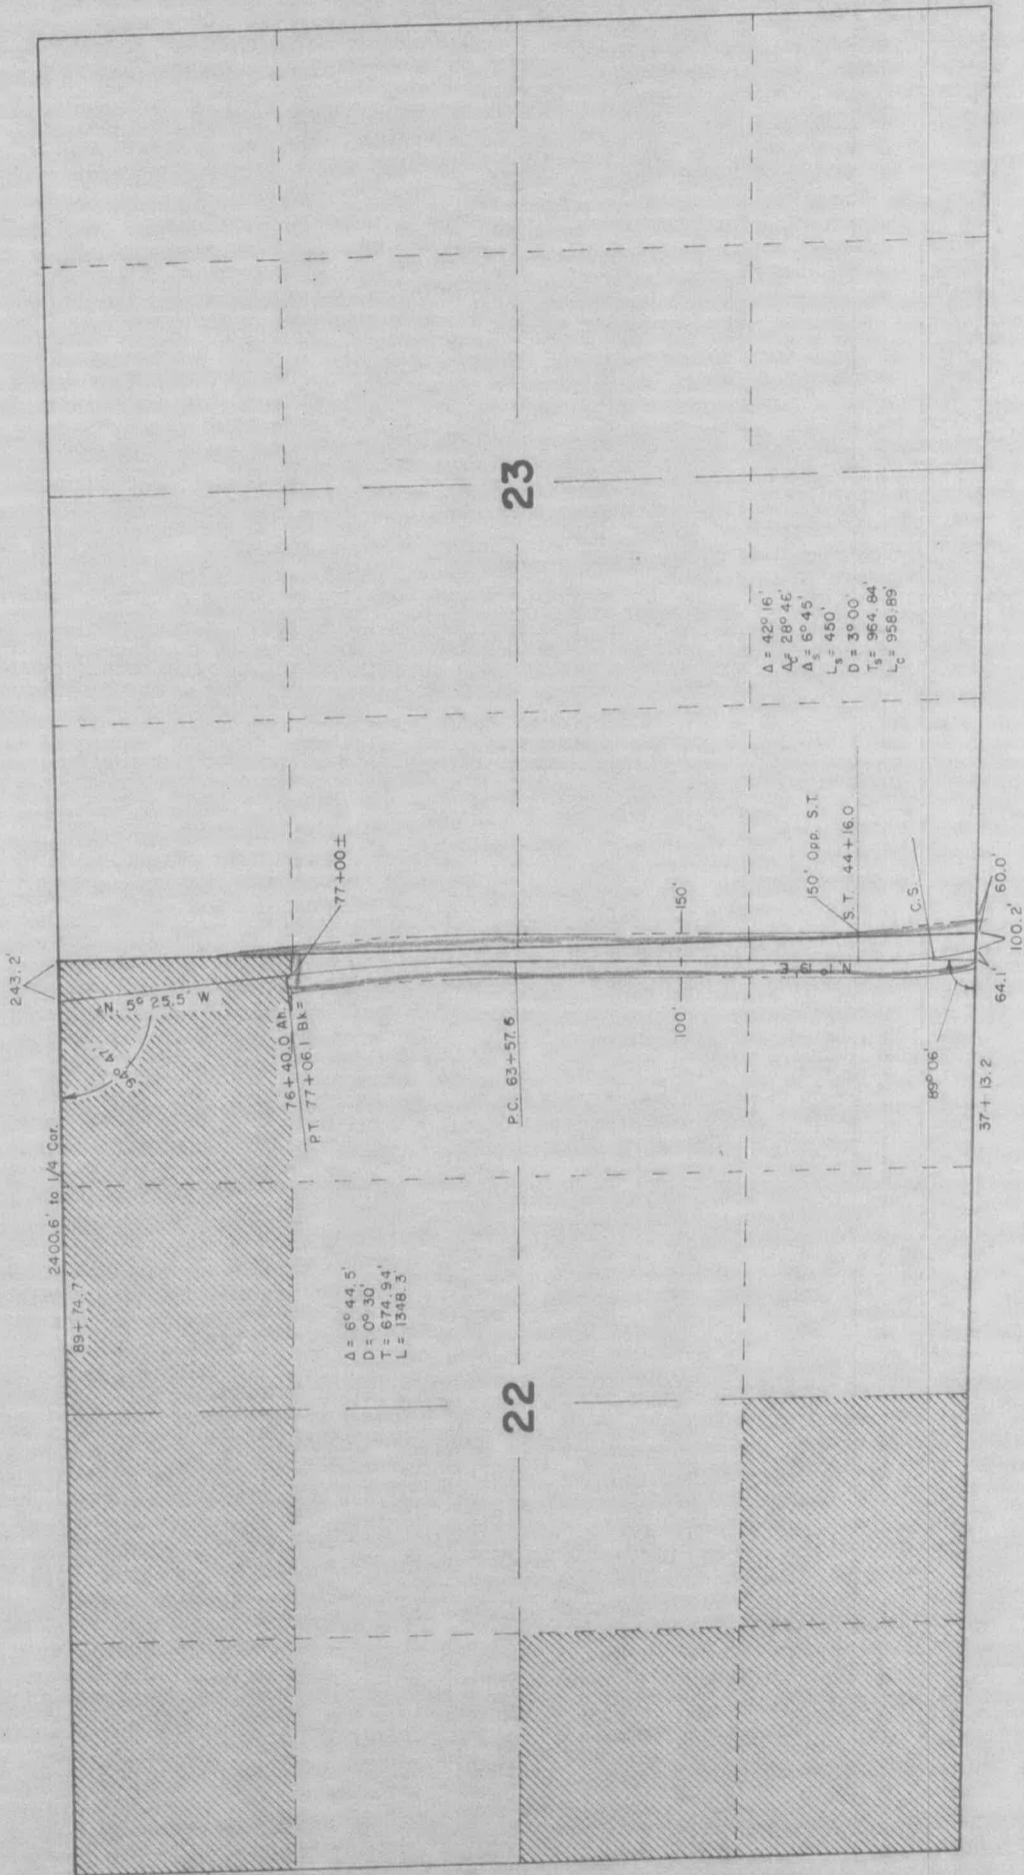 243.2'
2400.6' to 1/4 Cor.
89+74.7
N. 5° 25.5' W
76+40.0 Ah.
P.T. 77+06.1 Bk=
77+00±
23
Δ = 42° 16'
Δc= 28° 46'
Δs = 6° 45'
Ls = 450'
D = 3° 00'
Ts= 964.84'
Lc= 958.89'
Δ = 6° 44.5'
D = 0° 30'
T = 674.94'
L = 1348.3'
22
P.C. 63+57.6
100'
150'
150' Opp. S.T.
S.T. 44+16.0
C.S.
89° 06'
37+13.2
64.1'
100.2'
60.0'